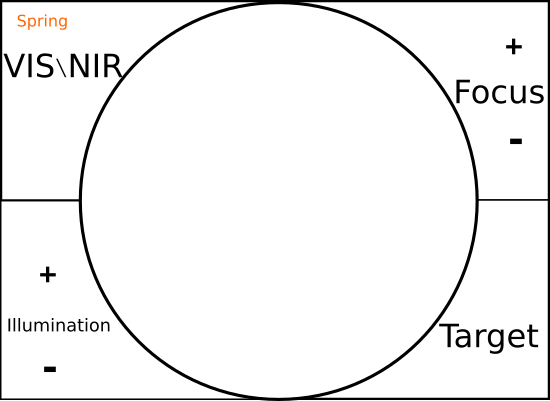 Spring
VIS\NIR
+
Focus
-
+
Illumination
-
Target